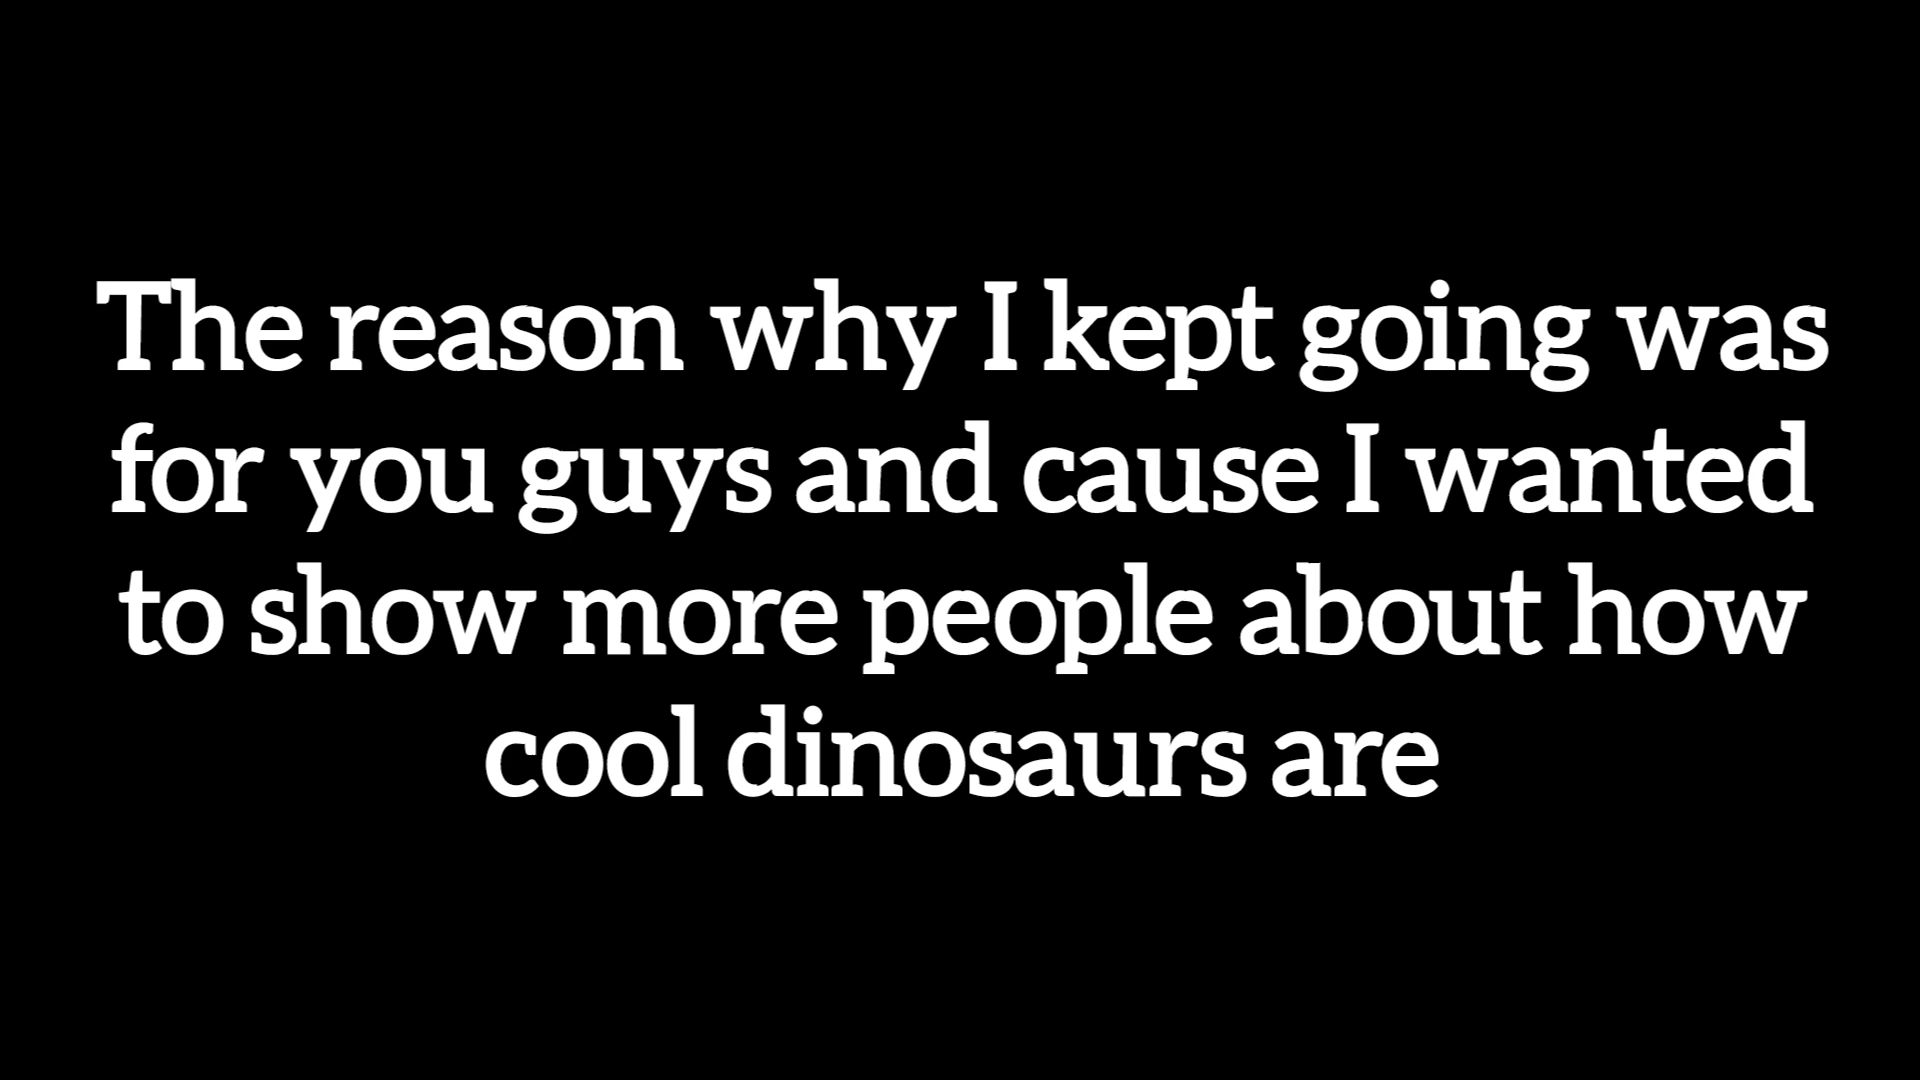 The reason why I kept going was
for you guys and cause I wanted
to show more people about how
cool dinosaurs are